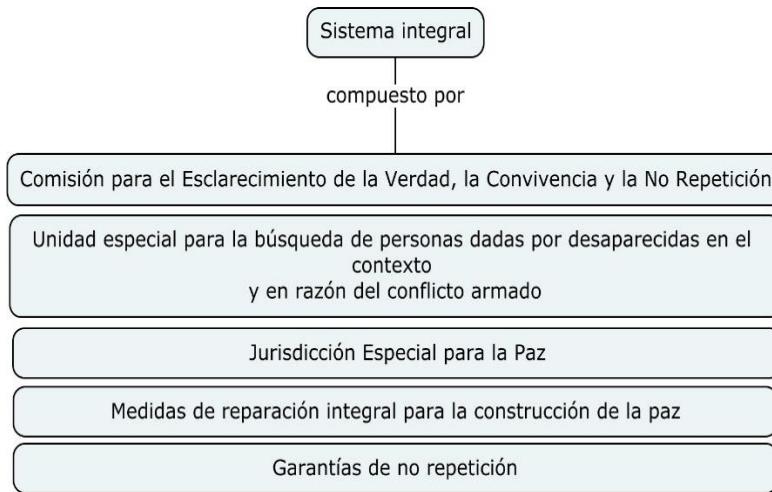 Sistema integral
compuesto por
Comisión para el Esclarecimiento de la Verdad, la Convivencia y la No Repetición
Unidad especial para la búsqueda de personas dadas por desaparecidas en el
contexto
y en razón del conflicto armado
Jurisdicción Especial para la Paz
Medidas de reparación integral para la construcción de la paz
Garantías de no repetición